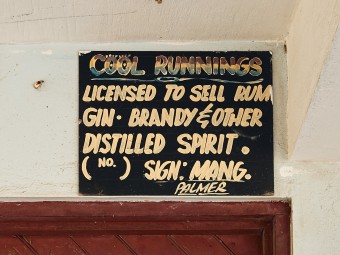 COOL RUNNINGS
LICENSED TO SELL RUM
GIN. BRANDY & OTHER
DISTILLED SPIRIT.
( NO. ) SIGN: MANG.
PALMER